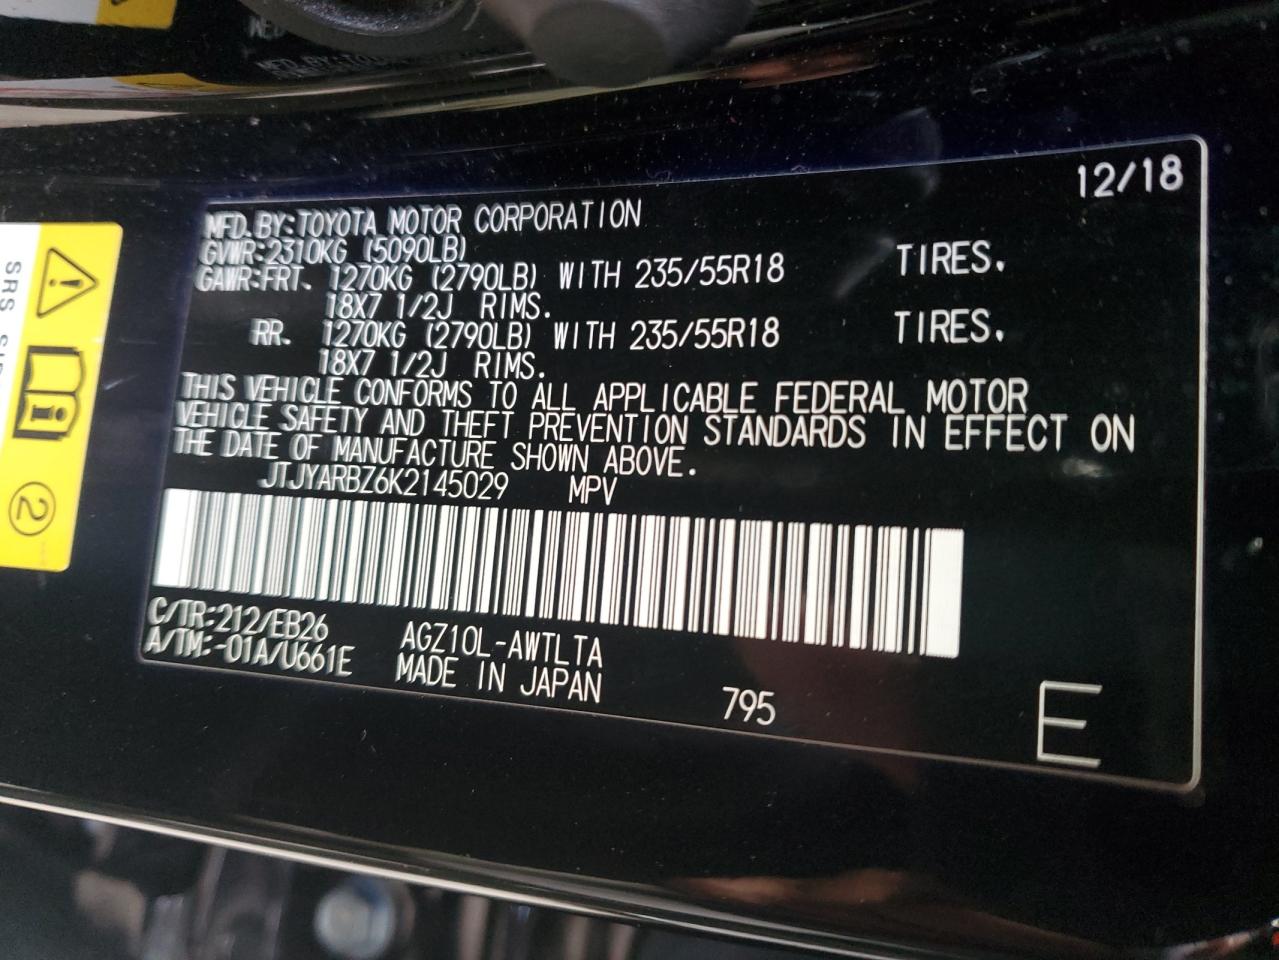 12/18
MFD.BY:TOYOTA MOTOR CORPORATION
GVWR:2310KG (5090LB)
GAWR:FRT. 1270KG (2790LB) WITH 235/55R18 TIRES.
18X7 1/2J RIMS.
RR. 1270KG (2790LB) WITH 235/55R18 TIRES.
18X7 1/2J RIMS.
THIS VEHICLE CONFORMS TO ALL APPLICABLE FEDERAL MOTOR
VEHICLE SAFETY AND THEFT PREVENTION STANDARDS IN EFFECT ON
THE DATE OF MANUFACTURE SHOWN ABOVE.
JTJYARBZ6K2145029 MPV
C/TR:212/EB26 AGZ10L-AWTLTA
A/TM:-01A/U661E MADE IN JAPAN
795
E
SRS
2